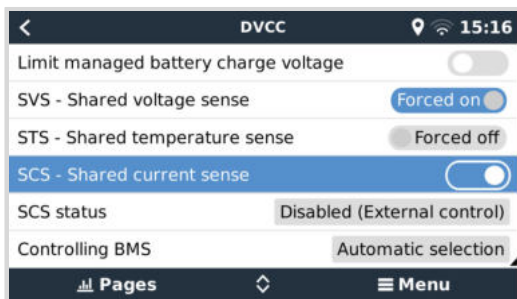 DVCC 15:16
Limit managed battery charge voltage
SVS - Shared voltage sense Forced on
STS - Shared temperature sense Forced off
SCS - Shared current sense
SCS status Disabled (External control)
Controlling BMS Automatic selection
Pages Menu